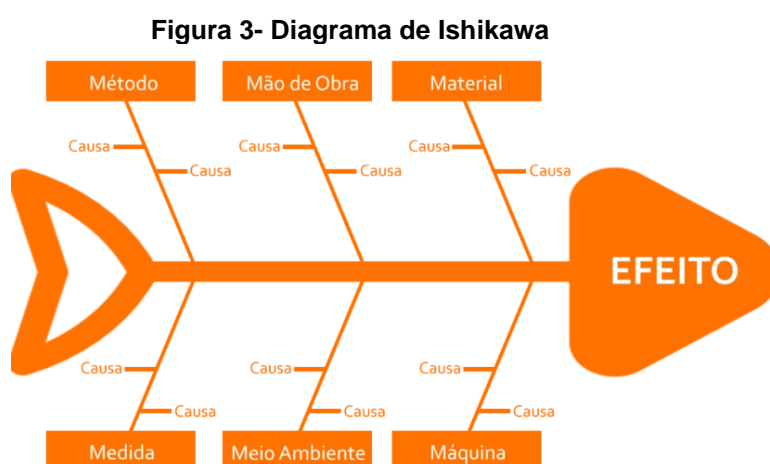 Figura 3- Diagrama de Ishikawa
Método
Mão de Obra
Material
Causa
Causa
Causa
Causa
Causa
Causa
EFEITO
Causa
Causa
Causa
Causa
Causa
Causa
Medida
Meio Ambiente
Máquina